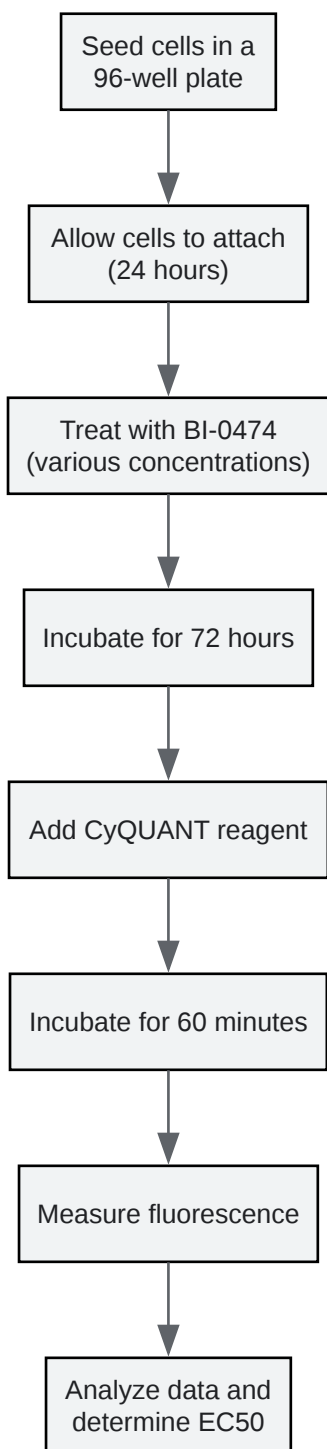 Seed cells in a
96-well plate
Allow cells to attach
(24 hours)
Treat with BI-0474
(various concentrations)
Incubate for 72 hours
Add CyQUANT reagent
Incubate for 60 minutes
Measure fluorescence
Analyze data and
determine EC50